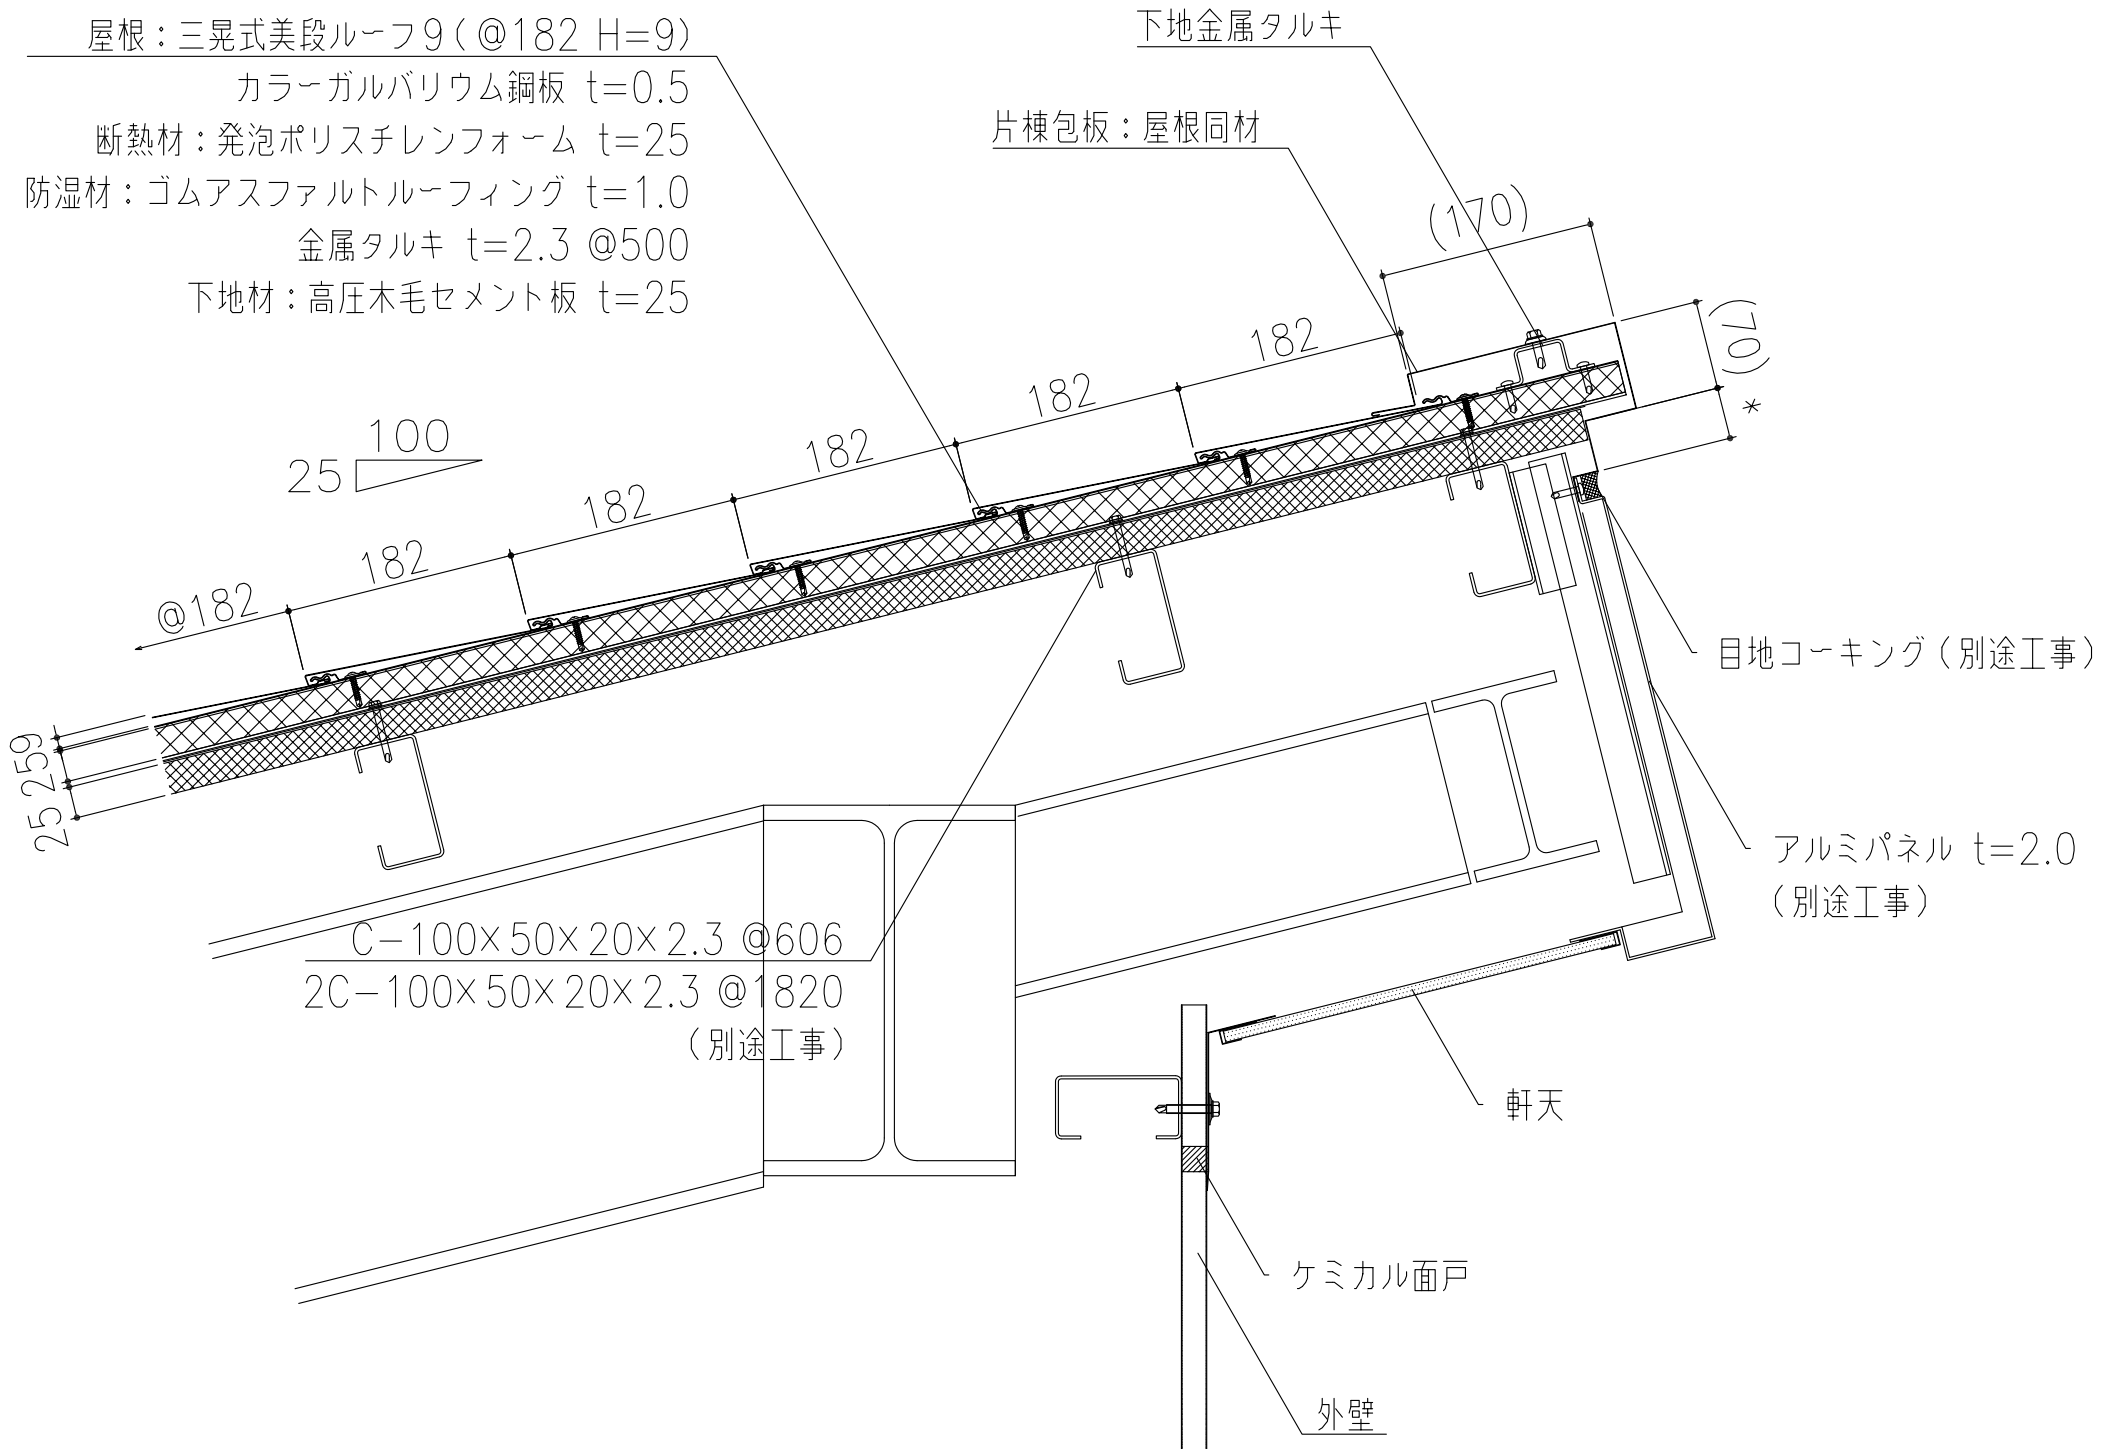 屋根：三晃式美段ルーフ9（@182 H=9）
カラーガルバリウム鋼板 t=0.5
断熱材：発泡ポリスチレンフォーム t=25
防湿材：ゴムアスファルトルーフィング t=1.0
金属タルキ t=2.3 @500
下地材：高圧木毛セメント板 t=25
下地金属タルキ
片棟包板：屋根同材
(170)
(70)
*
182
182
182
182
182
@182
100
25
9
25
25
目地コーキング（別途工事）
アルミパネル t=2.0
（別途工事）
C-100×50×20×2.3 @606
2C-100×50×20×2.3 @1820
（別途工事）
軒天
ケミカル面戸
外壁